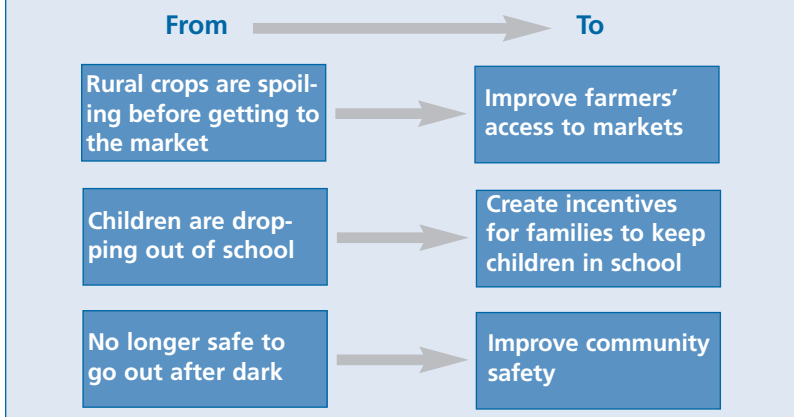 From To
Rural crops are spoil-
ing before getting to
the market
Improve farmers’
access to markets
Children are drop-
ping out of school
Create incentives
for families to keep
children in school
No longer safe to
go out after dark
Improve community
safety